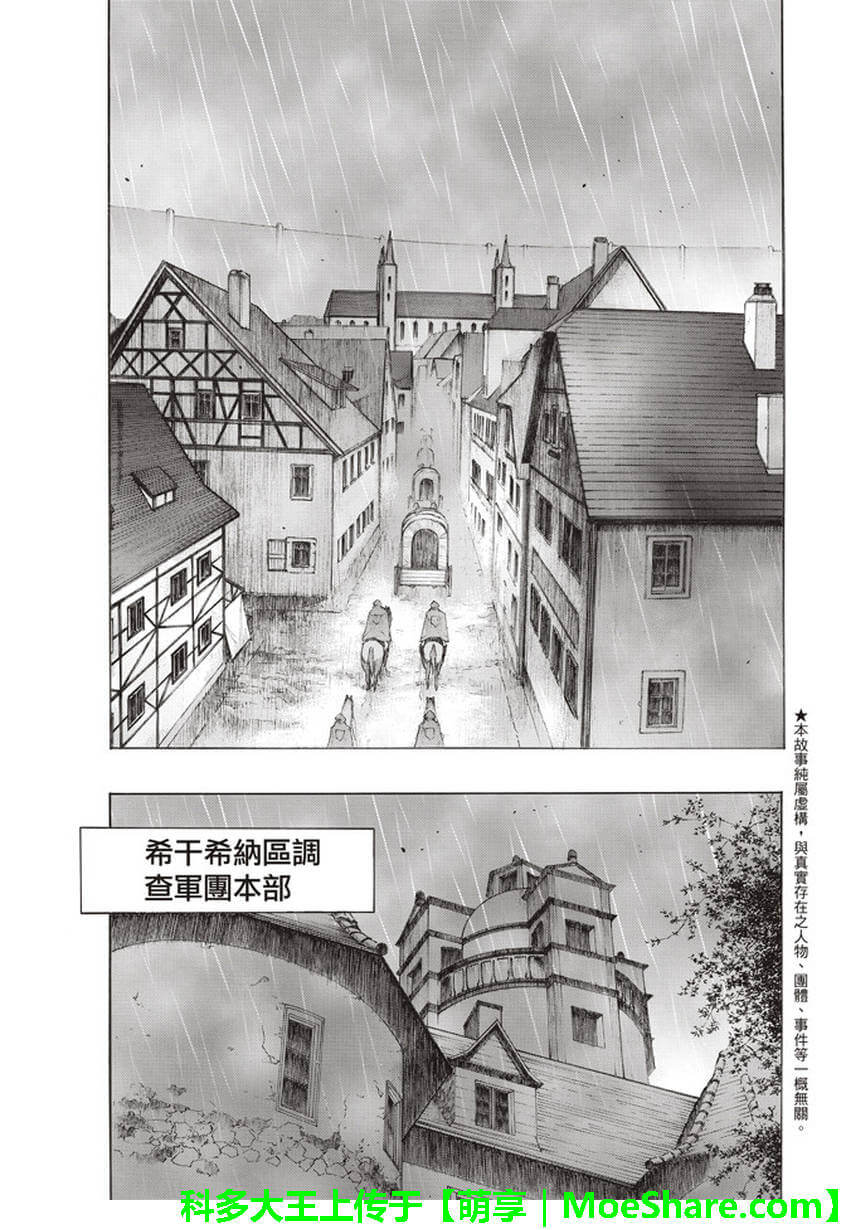 ★本故事純屬虛構，與真實存在之人物、團體、事件等一概無關。
希干希納區調
查軍團本部
科多大王上传于【萌享｜MoeShare.com】